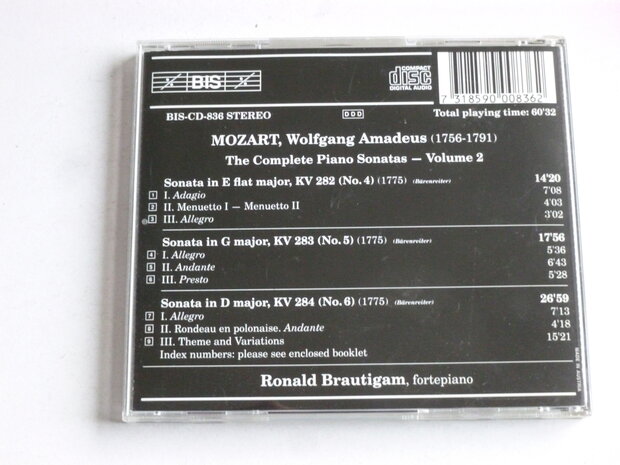 BIS
COMPACT
disc
DIGITAL AUDIO
7 318590 008362
BIS-CD-836 STEREO
DDD
Total playing time: 60'32
MOZART, Wolfgang Amadeus (1756-1791)
The Complete Piano Sonatas — Volume 2
Sonata in E flat major, KV 282 (No. 4) (1775) (Bärenreiter) 14'20
1 I. Adagio 7'08
2 II. Menuetto I — Menuetto II 4'03
3 III. Allegro 3'02
Sonata in G major, KV 283 (No. 5) (1775) (Bärenreiter) 17'56
4 I. Allegro 5'36
5 II. Andante 6'43
6 III. Presto 5'28
Sonata in D major, KV 284 (No. 6) (1775) (Bärenreiter) 26'59
7 I. Allegro 7'13
8 II. Rondeau en polonaise. Andante 4'18
9 III. Theme and Variations 15'21
Index numbers: please see enclosed booklet
Ronald Brautigam, fortepiano
MADE IN AUSTRIA